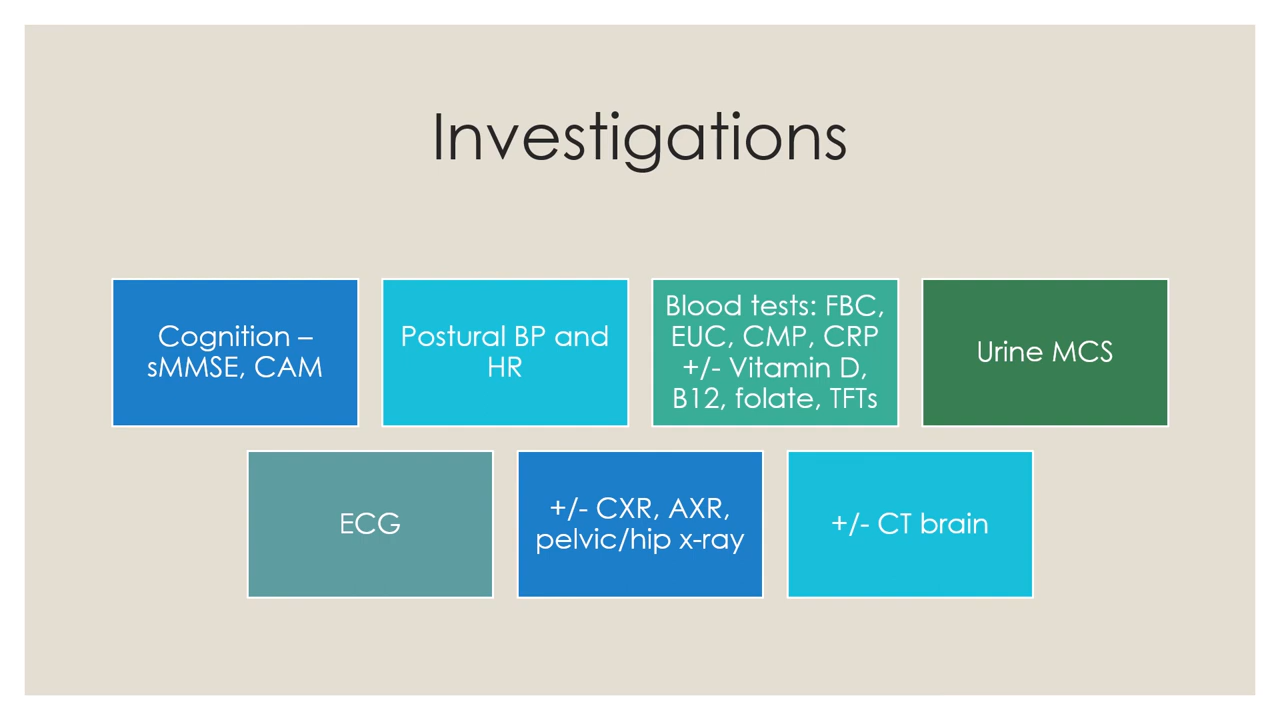 Investigations
Cognition –
sMMSE, CAM
Postural BP and
HR
Blood tests: FBC,
EUC, CMP, CRP
+/- Vitamin D,
B12, folate, TFTs
Urine MCS
ECG
+/- CXR, AXR,
pelvic/hip x-ray
+/- CT brain